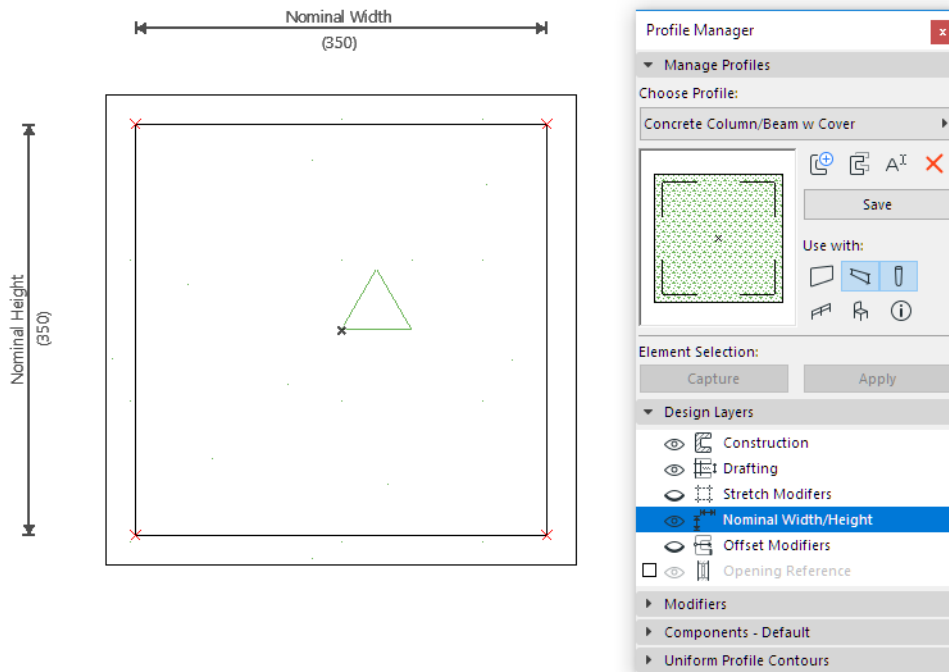 Nominal Width
(350)
Nominal Height
(350)
Profile Manager
x
Manage Profiles
Choose Profile:
Concrete Column/Beam w Cover
A
Save
Use with:
Element Selection:
Capture Apply
Design Layers
Construction
Drafting
Stretch Modifers
Nominal Width/Height
Offset Modifiers
Opening Reference
Modifiers
Components - Default
Uniform Profile Contours